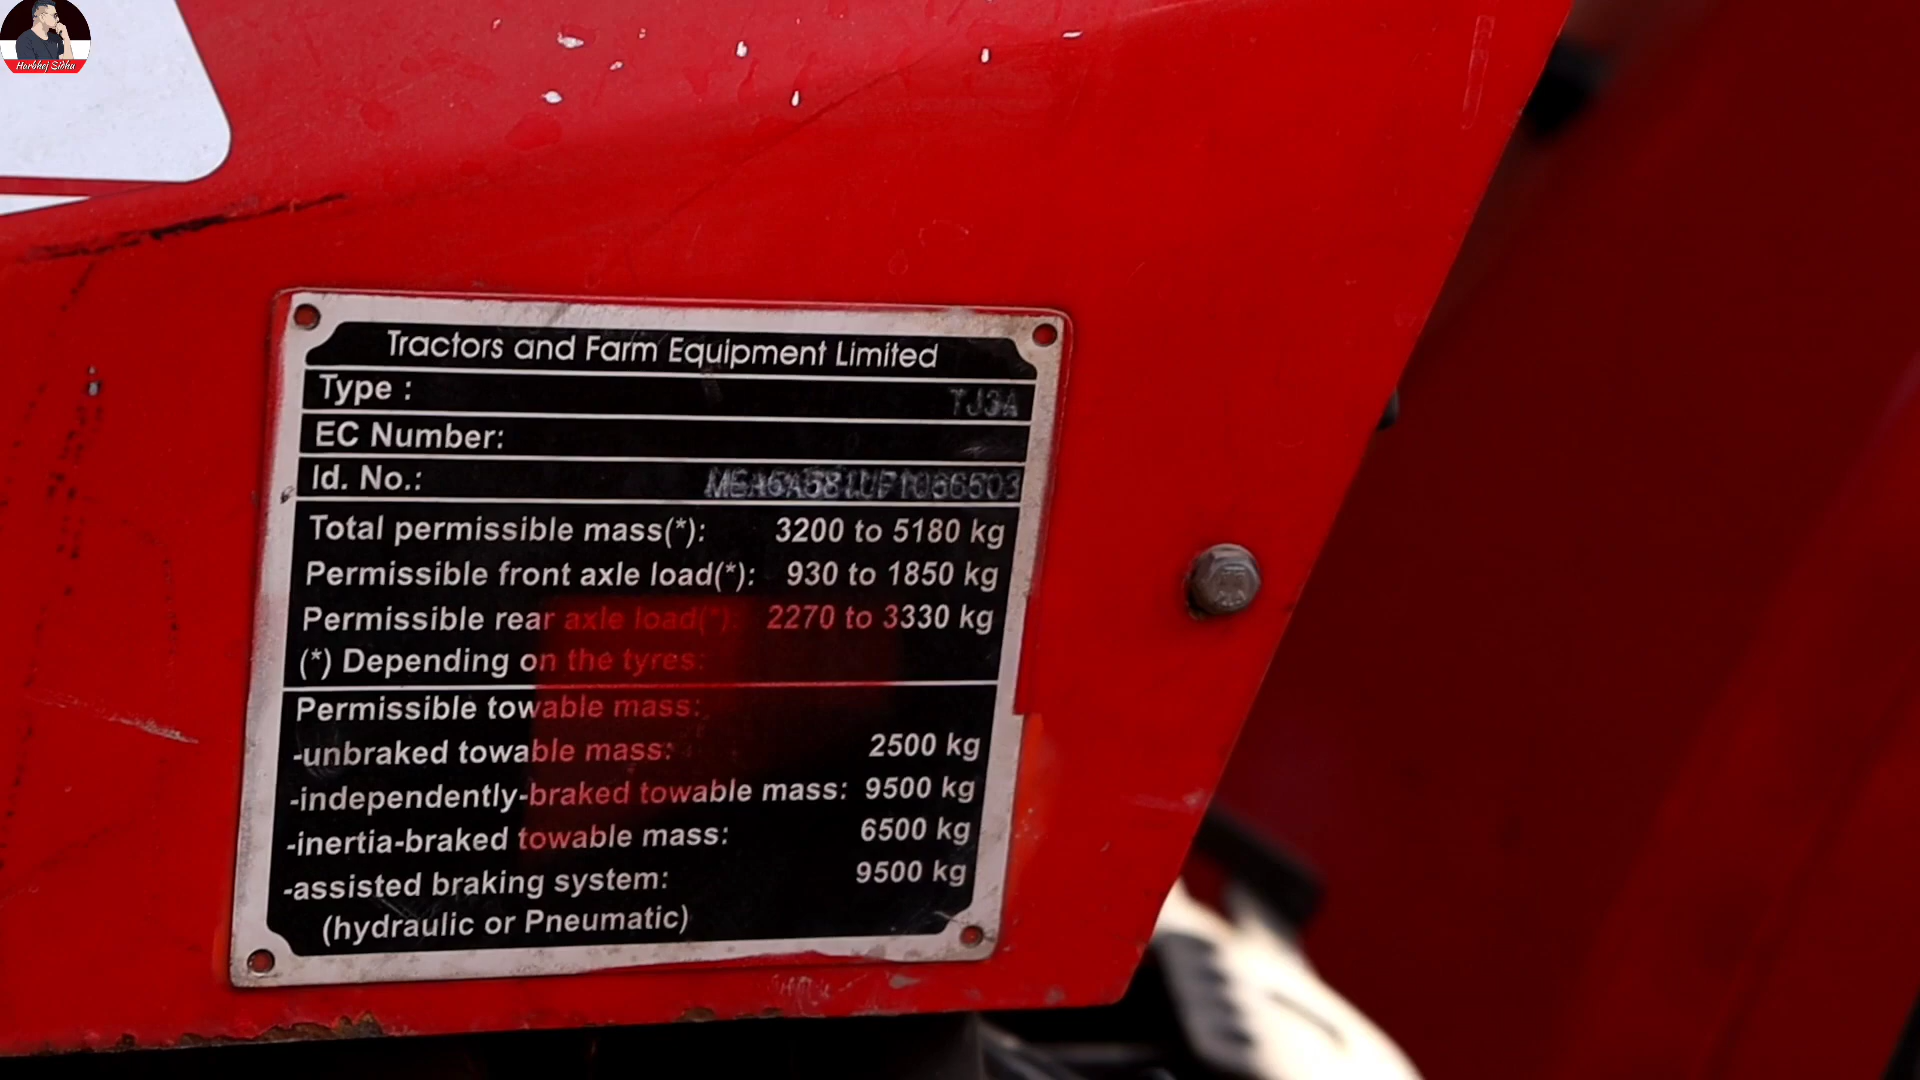 Harbhej Sidhu
Tractors and Farm Equipment Limited
Type : TJ3A
EC Number:
Id. No.:
Total permissible mass(*): 3200 to 5180 kg
Permissible front axle load(*): 930 to 1850 kg
Permissible rear axle load(*): 2270 to 3330 kg
(*) Depending on the tyres:
Permissible towable mass:
-unbraked towable mass: 2500 kg
-independently-braked towable mass: 9500 kg
-inertia-braked towable mass: 6500 kg
-assisted braking system: 9500 kg
(hydraulic or Pneumatic)